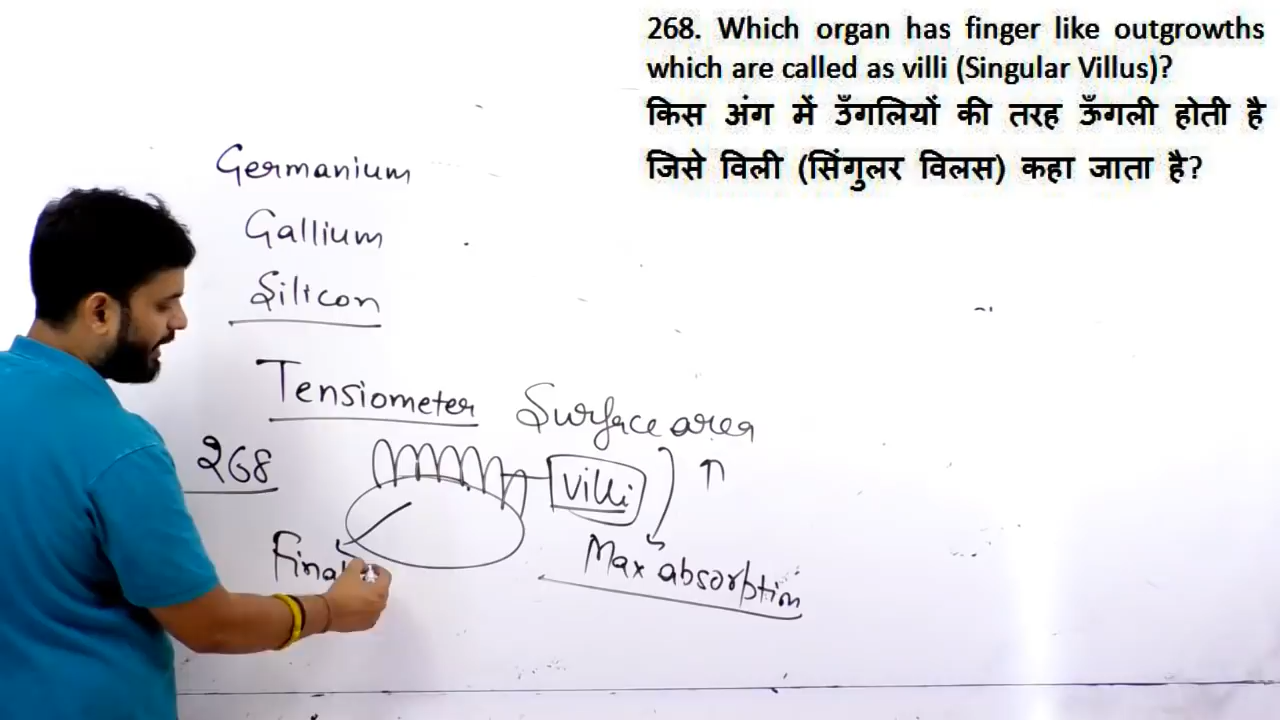 268. Which organ has finger like outgrowths
which are called as villi (Singular Villus)?
किस अंग में उँगलियों की तरह ऊँगली होती है
जिसे विली (सिंगुलर विलस) कहा जाता है?
Germanium
Gallium
Silicon
Tensiometer
Surface area
268
villi
↑
Max absorption
Final